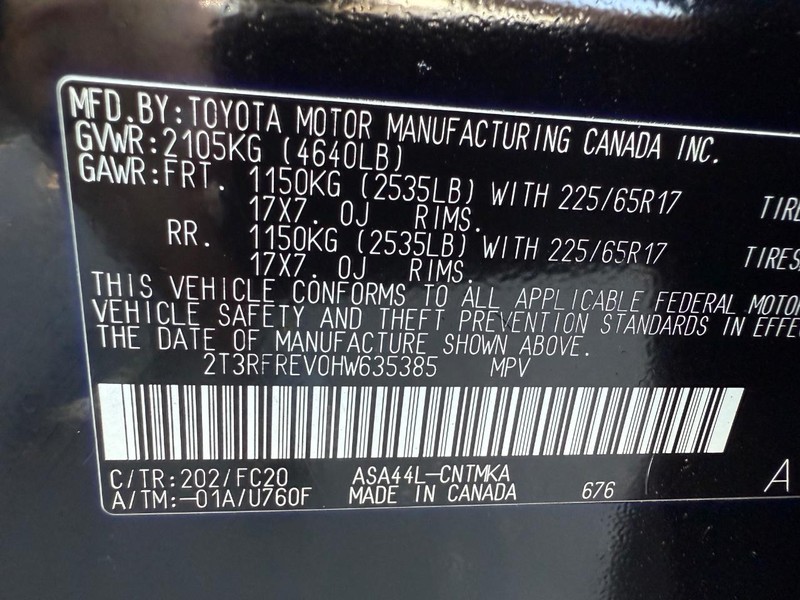 MFD.BY:TOYOTA MOTOR MANUFACTURING CANADA INC.
GVWR:2105KG (4640LB)
GAWR:FRT. 1150KG (2535LB) WITH 225/65R17 TIRE
17X7.0J RIMS.
RR. 1150KG (2535LB) WITH 225/65R17 TIRES
17X7.0J RIMS.
THIS VEHICLE CONFORMS TO ALL APPLICABLE FEDERAL MOTO
VEHICLE SAFETY AND THEFT PREVENTION STANDARDS IN EFFE
THE DATE OF MANUFACTURE SHOWN ABOVE.
2T3RFREV0HW635385 MPV
C/TR:202/FC20 ASA44L-CNTMKA
A/TM:-01A/U760F MADE IN CANADA 676 A